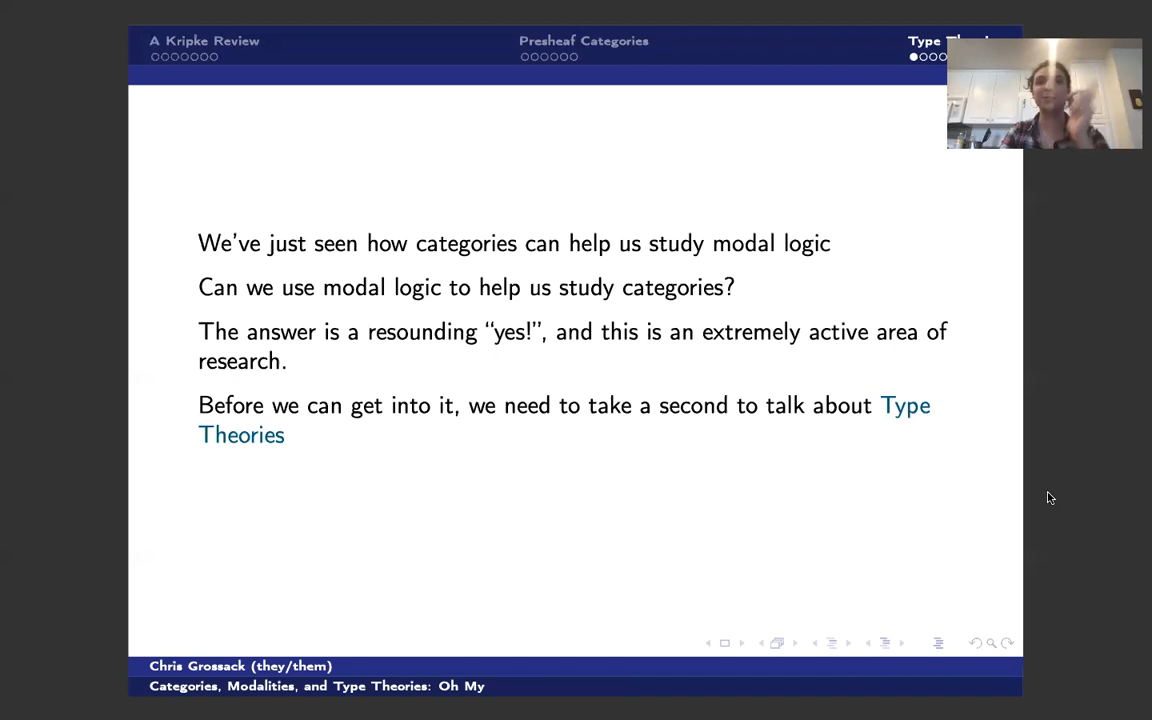 A Kripke Review
Presheaf Categories
Type
We've just seen how categories can help us study modal logic
Can we use modal logic to help us study categories?
The answer is a resounding “yes!”, and this is an extremely active area of
research.
Before we can get into it, we need to take a second to talk about Type
Theories
Chris Grossack (they/them)
Categories, Modalities, and Type Theories: Oh My